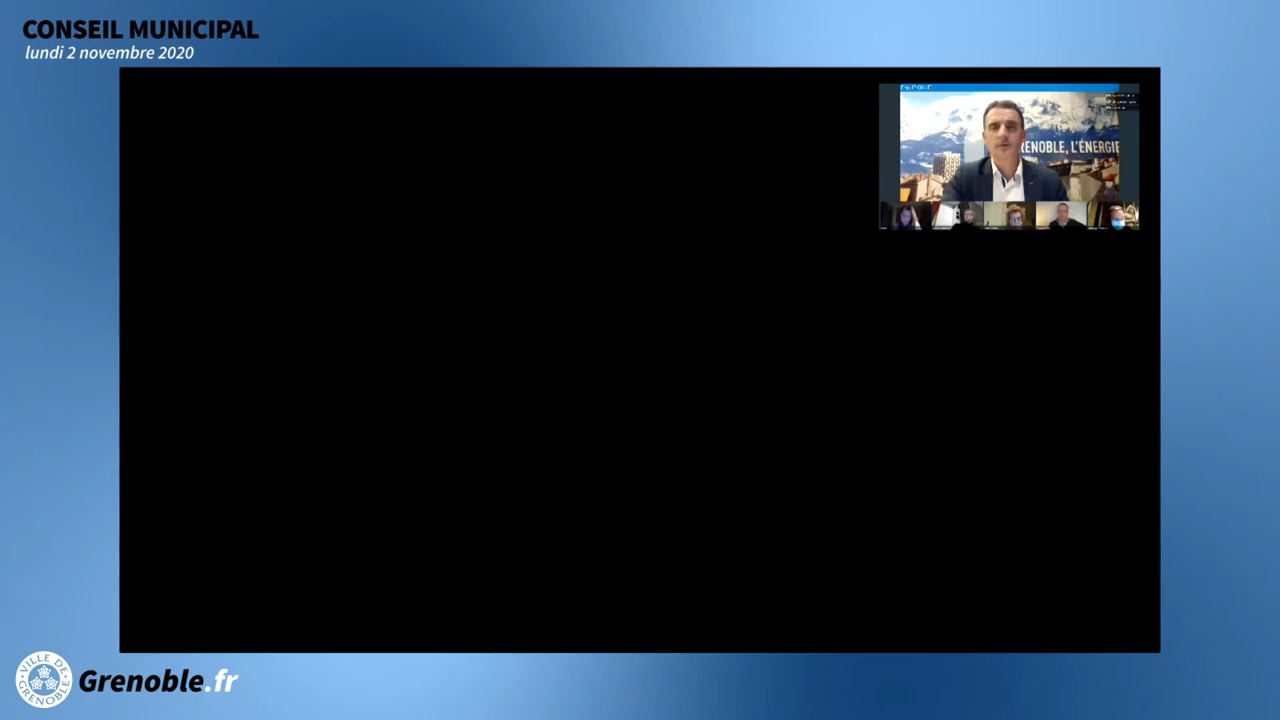 CONSEIL MUNICIPAL
lundi 2 novembre 2020
RENOBLE, L'ÉNERGIE
VILLE DE GRENOBLE
Grenoble.fr